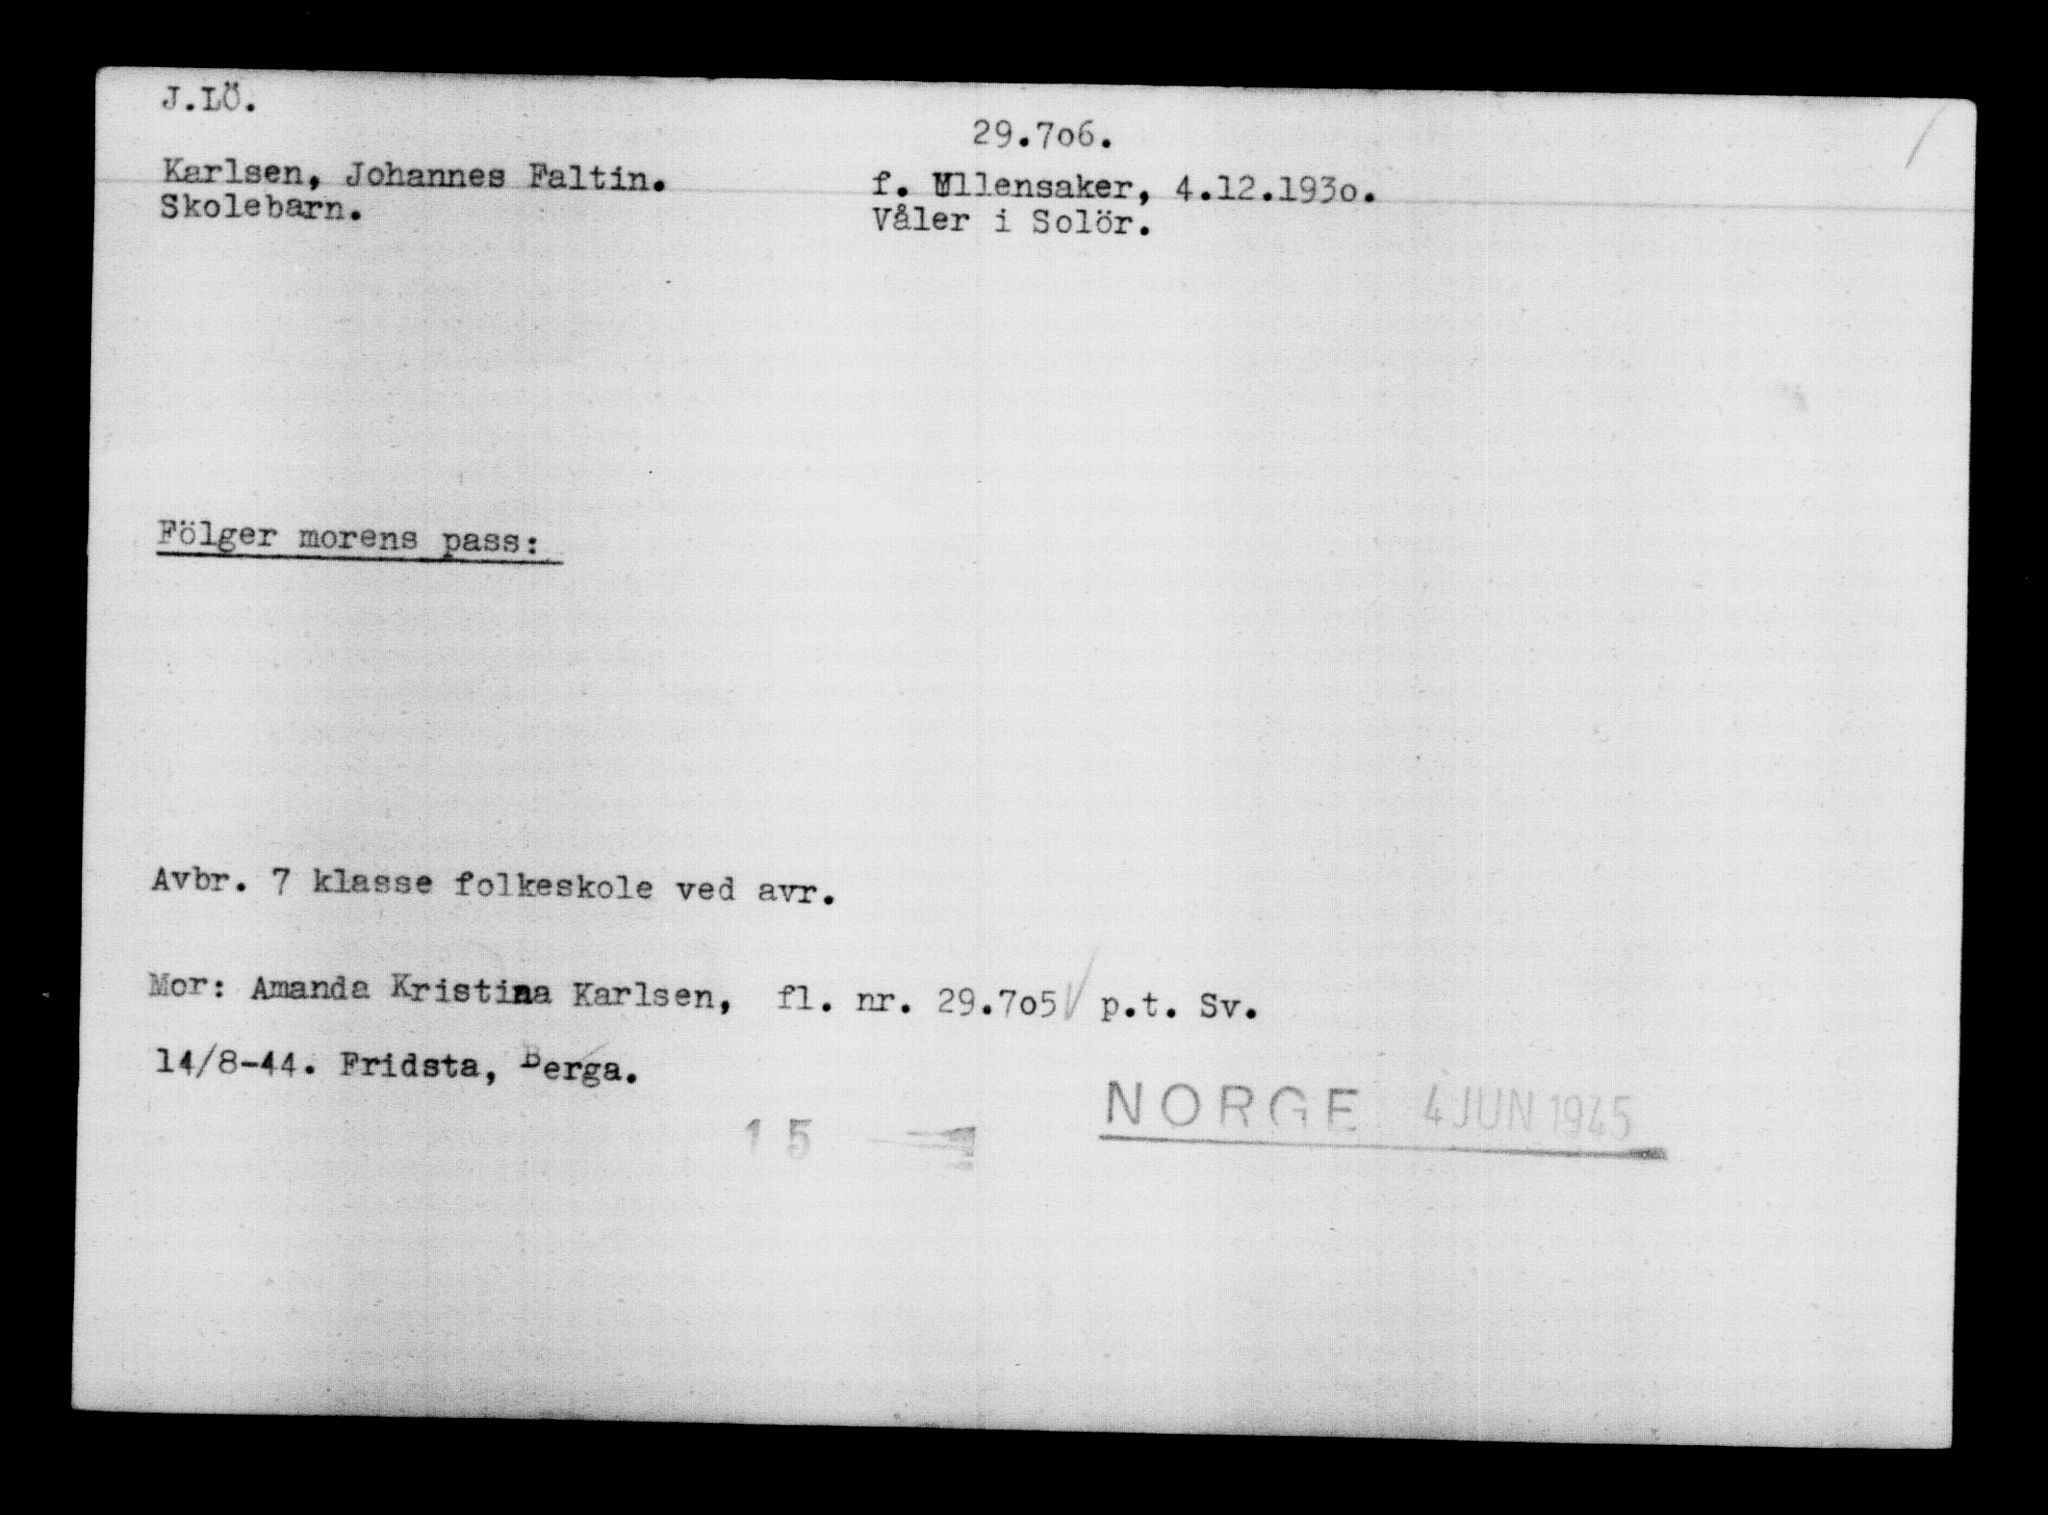 J.LÖ.
29.7o6.
Karlsen, Johannes Faltin.
f. Ullensaker, 4.12.193o.
Skolebarn.
Våler i Solör.
Fölger morens pass:
Avbr. 7 klasse folkeskole ved avr.
Mor: Amanda Kristina Karlsen, fl. nr. 29.7o5 p.t. Sv.
14/8-44. Fridsta, Berga.
NORGE 4 JUN 1945
15